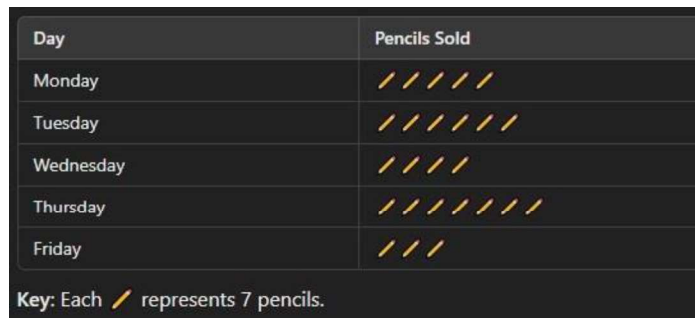 Day Pencils Sold
Monday
Tuesday
Wednesday
Thursday
Friday
Key: Each represents 7 pencils.